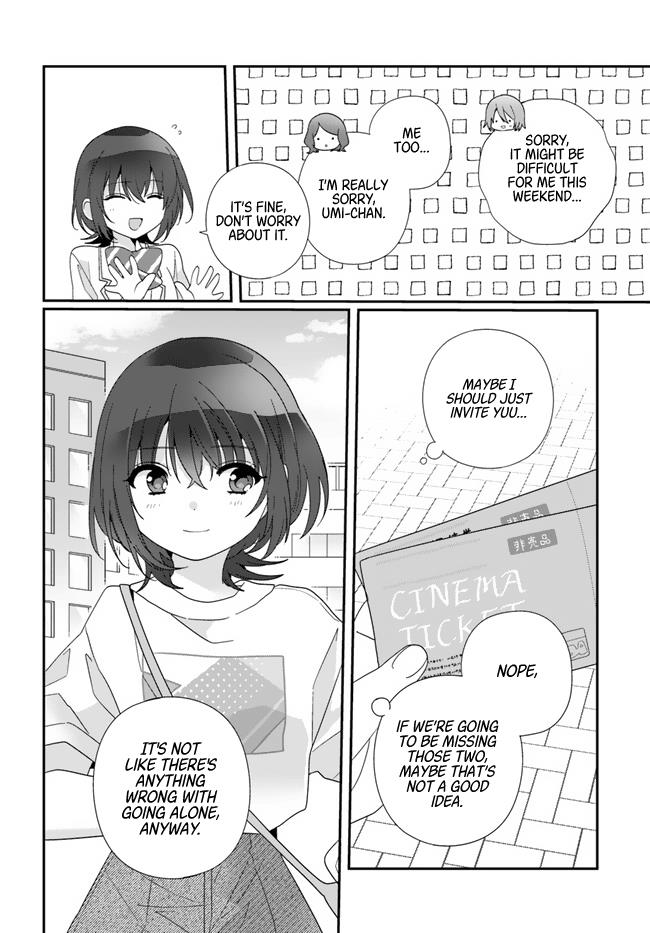 SORRY,
IT MIGHT BE
DIFFICULT
FOR ME THIS
WEEKEND...
ME
TOO...
I'M REALLY
SORRY,
UMI-CHAN.
IT'S FINE,
DON'T WORRY
ABOUT IT.
MAYBE I
SHOULD JUST
INVITE YUU...
非売品
非売品
CINEMA
TICKET
NOPE,
IF WE'RE GOING
TO BE MISSING
THOSE TWO,
MAYBE THAT'S
NOT A GOOD
IDEA.
IT'S NOT
LIKE THERE'S
ANYTHING
WRONG WITH
GOING ALONE,
ANYWAY.